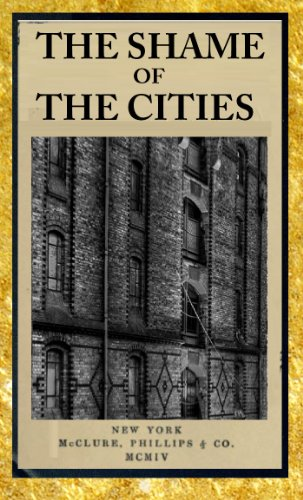 THE SHAME
OF
THE CITIES
NEW YORK
McCLURE, PHILLIPS & CO.
MCMIV